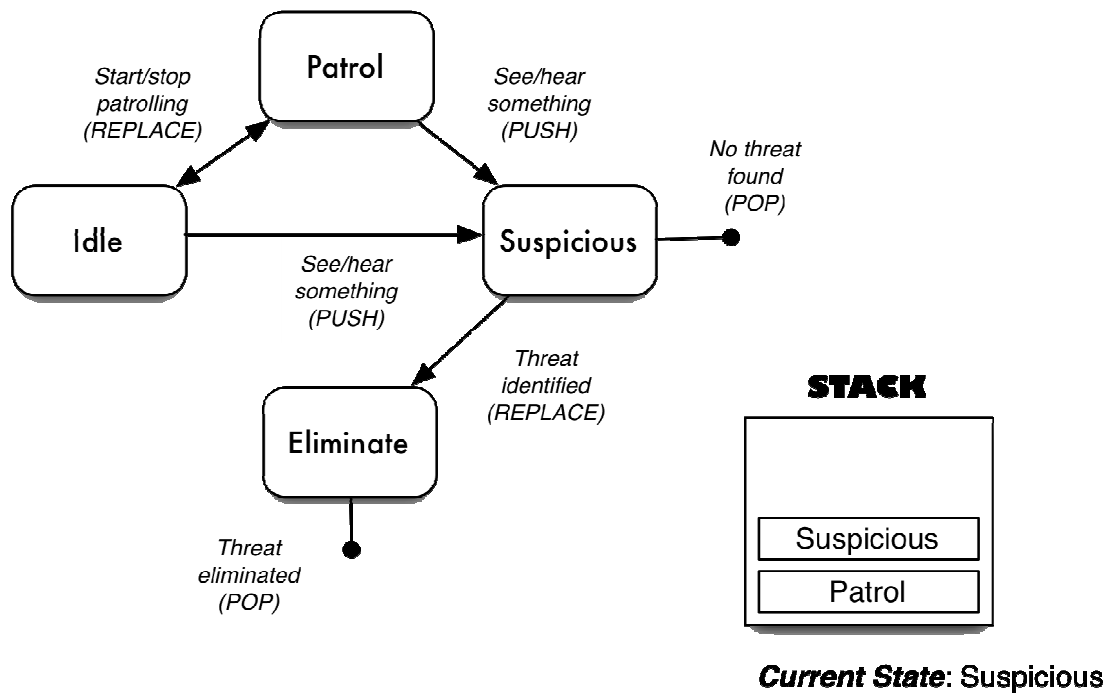 Patrol
Start/stop
patrolling
(REPLACE)
See/hear
something
(PUSH)
No threat
found
(POP)
Idle
Suspicious
See/hear
something
(PUSH)
Threat
identified
(REPLACE)
Eliminate
Threat
eliminated
(POP)
STACK
Suspicious
Patrol
Current State: Suspicious